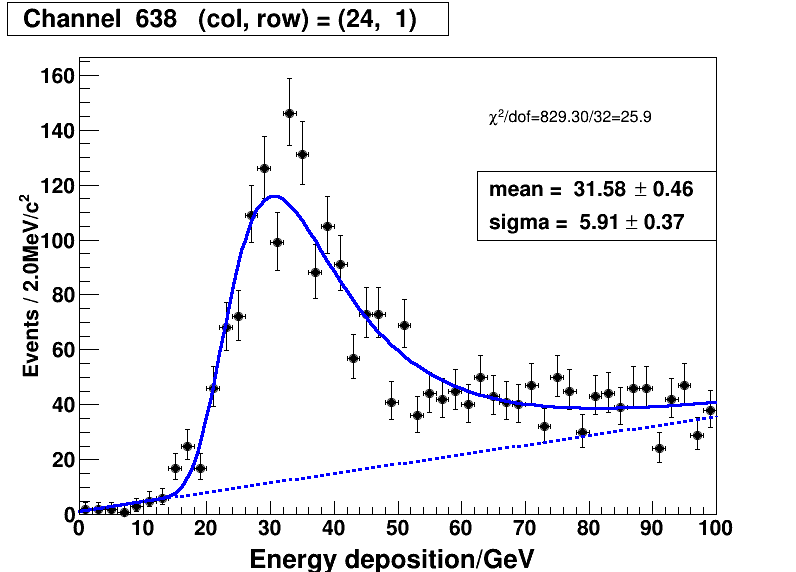 Channel 638 (col, row) = (24, 1)
χ²/dof=829.30/32=25.9
mean = 31.58 ± 0.46
sigma = 5.91 ± 0.37
Events / 2.0MeV/c²
160
140
120
100
80
60
40
20
0
0 10 20 30 40 50 60 70 80 90 100
Energy deposition/GeV